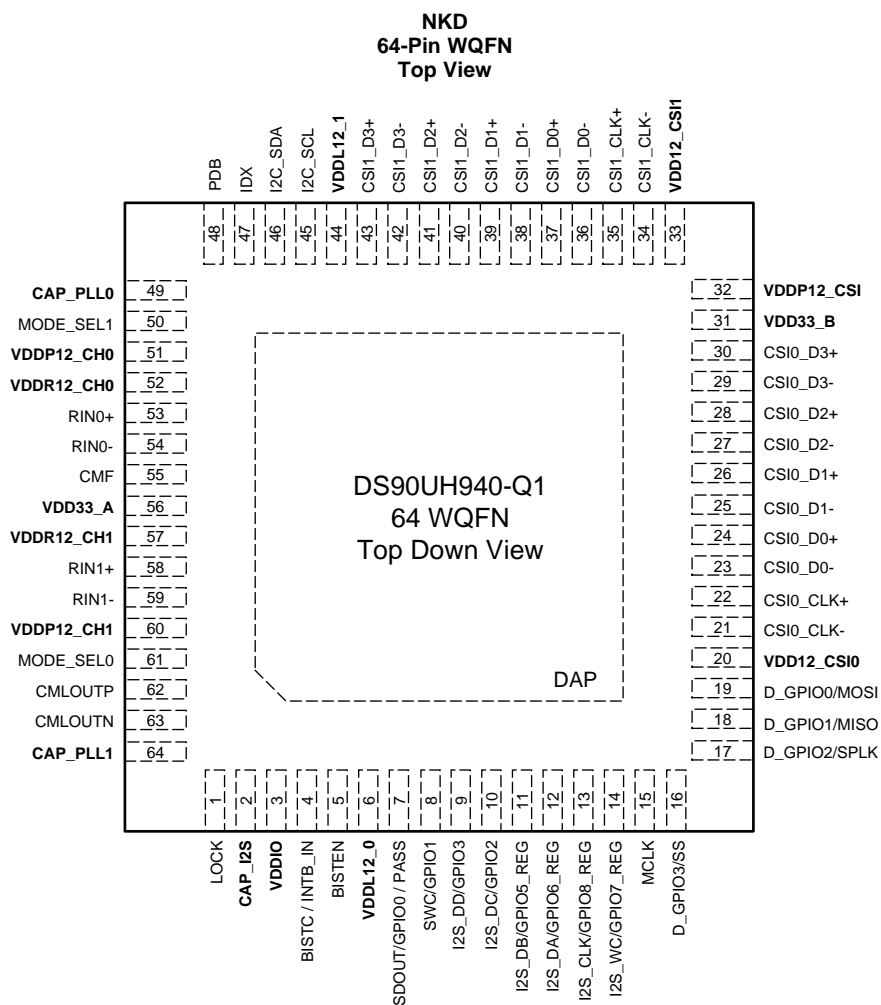 NKD
64-Pin WQFN
Top View
PDB
IDX
I2C_SDA
I2C_SCL
VDDL12_1
CSI1_D3+
CSI1_D3-
CSI1_D2+
CSI1_D2-
CSI1_D1+
CSI1_D1-
CSI1_D0+
CSI1_D0-
CSI1_CLK+
CSI1_CLK-
VDD12_CSI1
48
47
46
45
44
43
42
41
40
39
38
37
36
35
34
33
CAP_PLL0 49
MODE_SEL1 50
VDDP12_CH0 51
VDDR12_CH0 52
RIN0+ 53
RIN0- 54
CMF 55
VDD33_A 56
VDDR12_CH1 57
RIN1+ 58
RIN1- 59
VDDP12_CH1 60
MODE_SEL0 61
CMLOUTP 62
CMLOUTN 63
CAP_PLL1 64
DS90UH940-Q1
64 WQFN
Top Down View
DAP
32 VDDP12_CSI
31 VDD33_B
30 CSI0_D3+
29 CSI0_D3-
28 CSI0_D2+
27 CSI0_D2-
26 CSI0_D1+
25 CSI0_D1-
24 CSI0_D0+
23 CSI0_D0-
22 CSI0_CLK+
21 CSI0_CLK-
20 VDD12_CSI0
19 D_GPIO0/MOSI
18 D_GPIO1/MISO
17 D_GPIO2/SPLK
1
2
3
4
5
6
7
8
9
10
11
12
13
14
15
16
LOCK
CAP_I2S
VDDIO
BISTC / INTB_IN
BISTEN
VDDL12_0
SDOUT/GPIO0 / PASS
SWC/GPIO1
I2S_DD/GPIO3
I2S_DC/GPIO2
I2S_DB/GPIO5_REG
I2S_DA/GPIO6_REG
I2S_CLK/GPIO8_REG
I2S_WC/GPIO7_REG
MCLK
D_GPIO3/SS